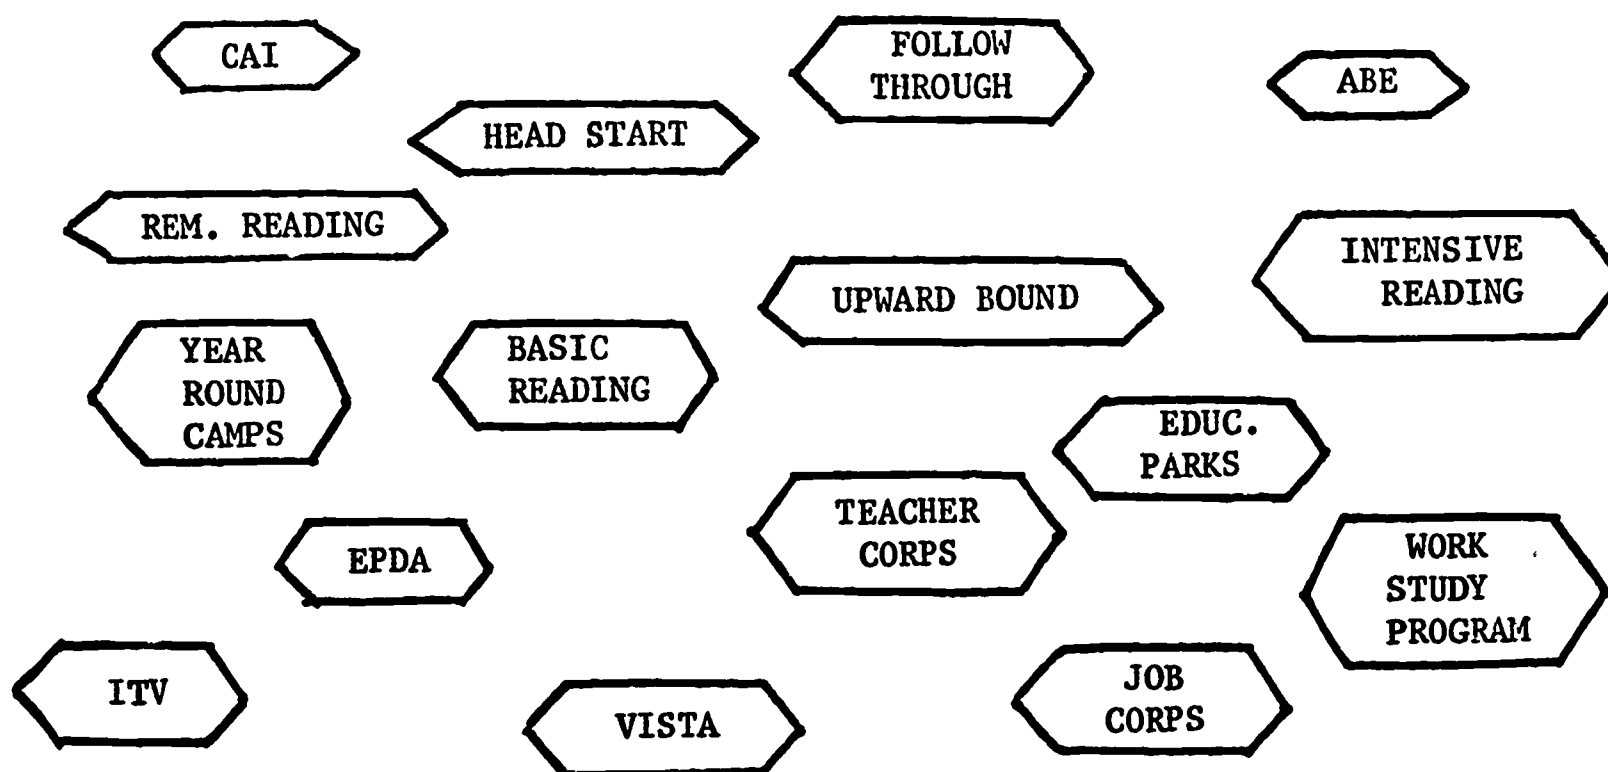 CAI
FOLLOW
THROUGH
ABE
HEAD START
REM. READING
INTENSIVE
READING
UPWARD BOUND
YEAR
ROUND
CAMPS
BASIC
READING
EDUC.
PARKS
TEACHER
CORPS
EPDA
WORK
STUDY
PROGRAM
ITV
VISTA
JOB
CORPS